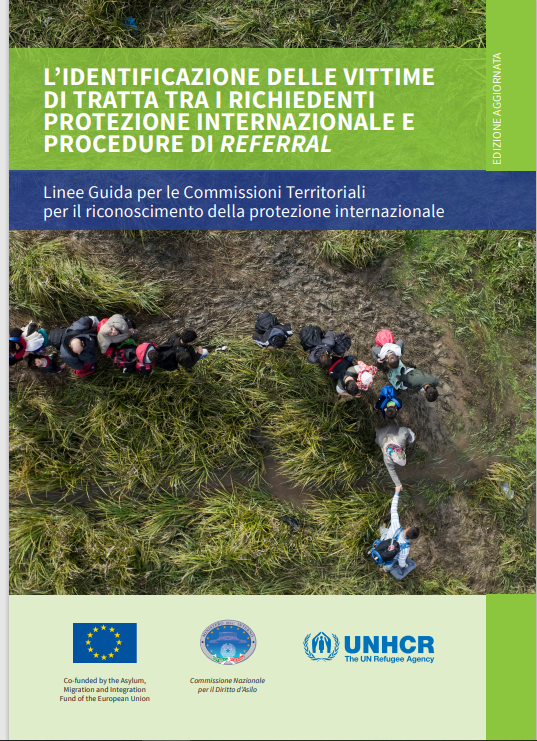 L'IDENTIFICAZIONE DELLE VITTIME
DI TRATTA TRA I RICHIEDENTI
PROTEZIONE INTERNAZIONALE E
PROCEDURE DI REFERRAL
EDIZIONE AGGIORNATA
Linee Guida per le Commissioni Territoriali
per il riconoscimento della protezione internazionale
Co-funded by the Asylum,
Migration and Integration
Fund of the European Union
Commissione Nazionale
per il Diritto d'Asilo
UNHCR
The UN Refugee Agency